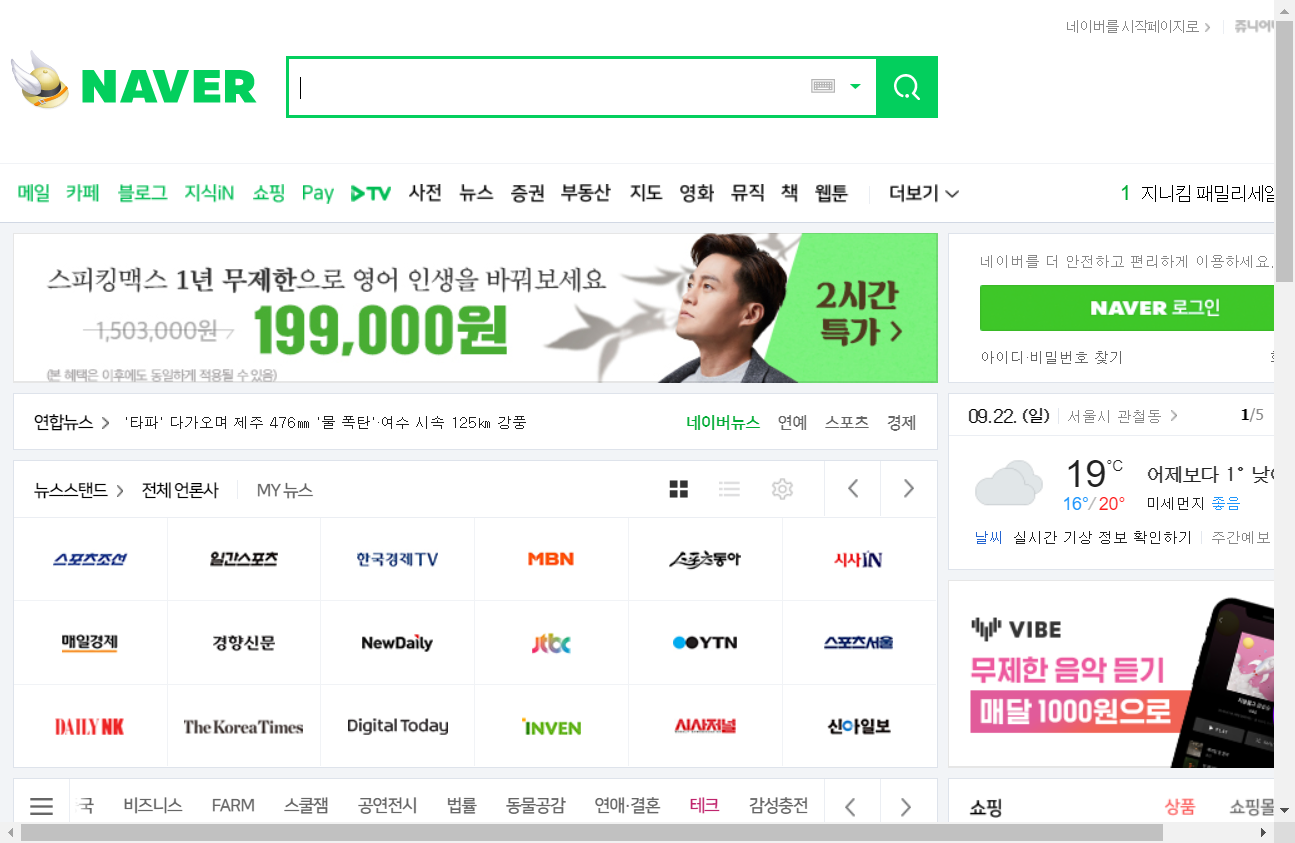 네이버를 시작페이지로
NAVER
메일 카페 블로그 지식iN 쇼핑 Pay TV 사전 뉴스 증권 부동산 지도 영화 뮤직 책 웹툰 더보기
1 지니킴 패밀리세일
스피킹맥스 1년 무제한으로 영어 인생을 바꿔보세요
1,503,000원 199,000원
(본 혜택은 이후에도 동일하게 적용될 수 있음)
2시간
특가
네이버를 더 안전하고 편리하게 이용하세요.
NAVER 로그인
아이디·비밀번호 찾기
연합뉴스 '타파' 다가오며 제주 476㎜ '물 폭탄'·여수 시속 125㎞ 강풍
네이버뉴스 연예 스포츠 경제
09.22. (일) 서울시 관철동 1/5
19℃ 어제보다 1°
16°/20° 미세먼지 좋음
날씨 실시간 기상 정보 확인하기 주간예보
뉴스스탠드 전체 언론사 MY 뉴스
스포츠조선 일간스포츠 한국경제TV MBN 스포츠동아 시사IN
매일경제 경향신문 NewDaily jtbc YTN 스포츠서울
DAILY NK The Korea Times Digital Today INVEN 시사저널 신아일보
VIBE
무제한 음악 듣기
매달 1000원으로
국 비즈니스 FARM 스쿨잼 공연전시 법률 동물공감 연애·결혼 테크 감성충전
쇼핑 상품 쇼핑몰